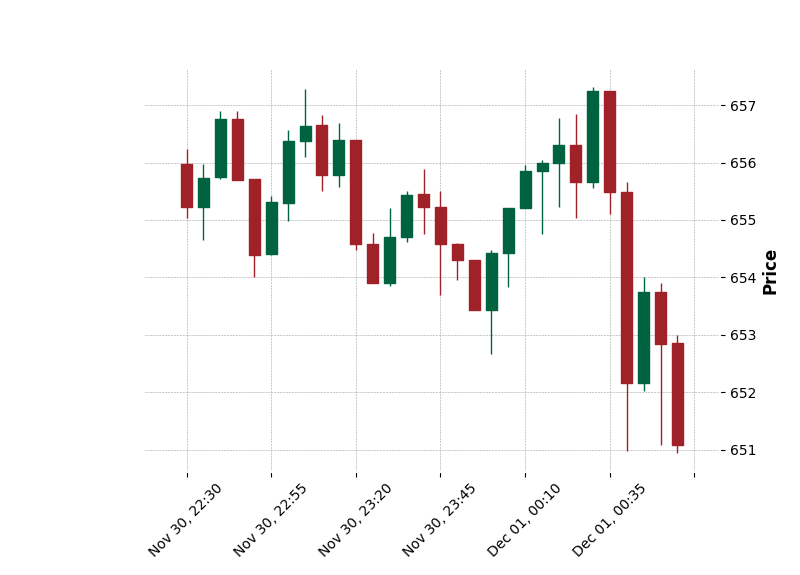 657
656
655
654
653
652
651
Price
Nov 30, 22:30
Nov 30, 22:55
Nov 30, 23:20
Nov 30, 23:45
Dec 01, 00:10
Dec 01, 00:35